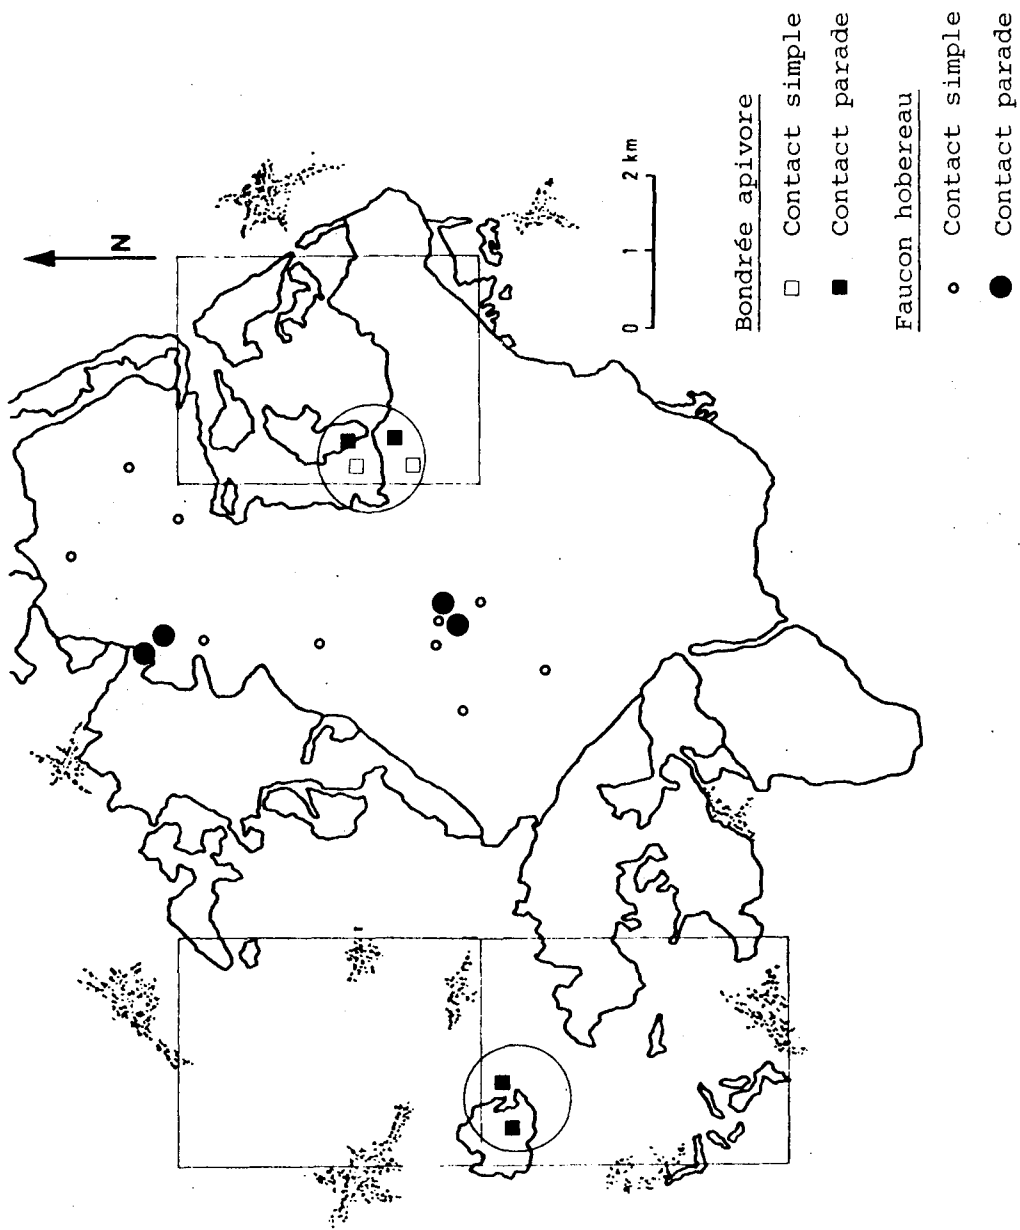 N
0 1 2 km
Bondrée apivore
Contact simple
Contact parade
Faucon hobereau
Contact simple
Contact parade